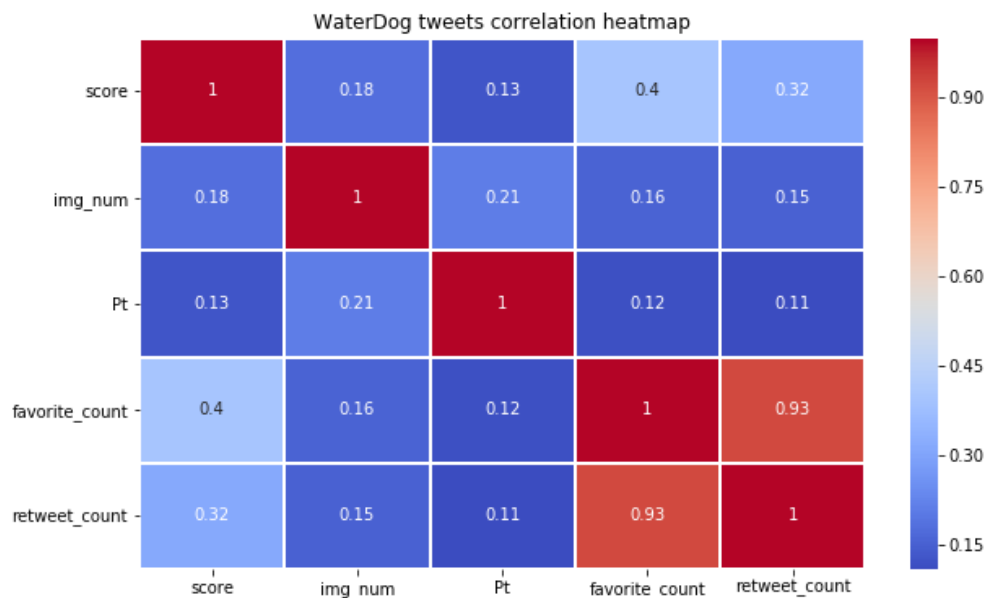 WaterDog tweets correlation heatmap
score 1 0.18 0.13 0.4 0.32
0.90
img_num 0.18 1 0.21 0.16 0.15
0.75
0.60
Pt 0.13 0.21 1 0.12 0.11
0.45
favorite_count 0.4 0.16 0.12 1 0.93
0.30
retweet_count 0.32 0.15 0.11 0.93 1
0.15
score img_num Pt favorite_count retweet_count